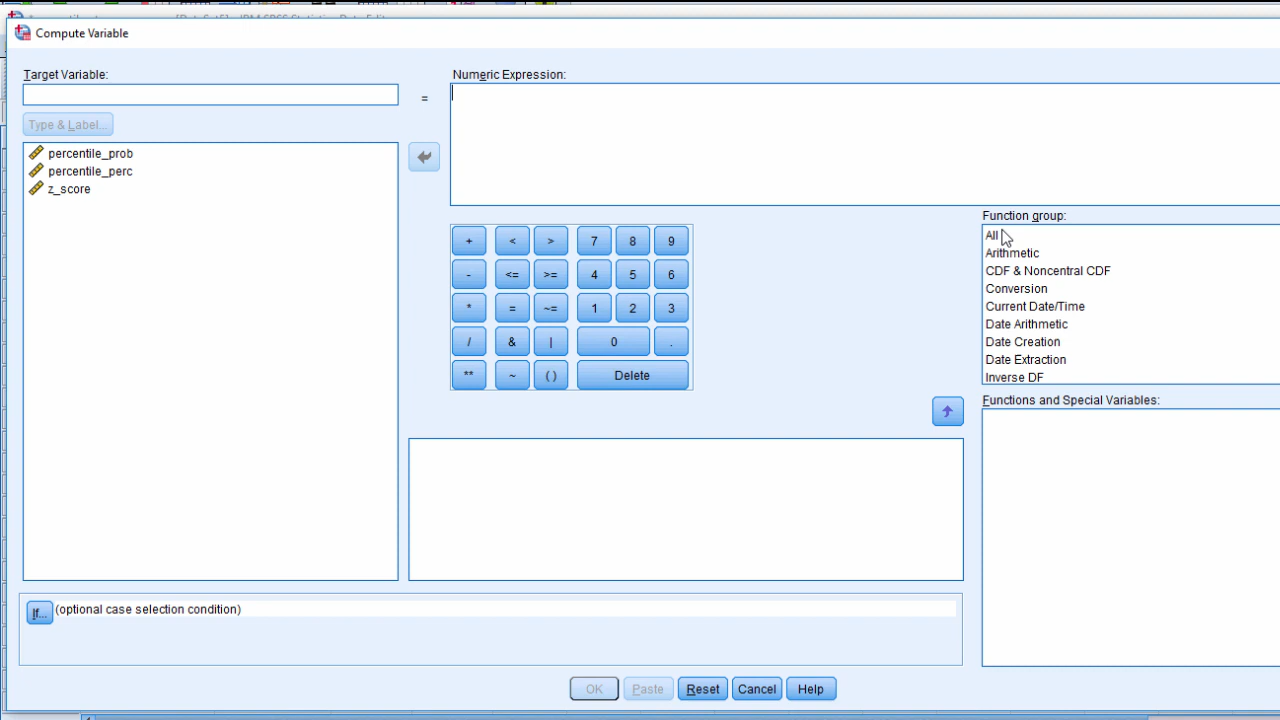 Compute Variable
Target Variable:
Numeric Expression:
=
Type & Label...
percentile_prob
percentile_perc
z_score
Function group:
All
Arithmetic
CDF & Noncentral CDF
Conversion
Current Date/Time
Date Arithmetic
Date Creation
Date Extraction
Inverse DF
+ < > 7 8 9
- <= >= 4 5 6
* = ~= 1 2 3
/ & | 0 .
** ~ ( ) Delete
Functions and Special Variables:
If... (optional case selection condition)
OK Paste Reset Cancel Help